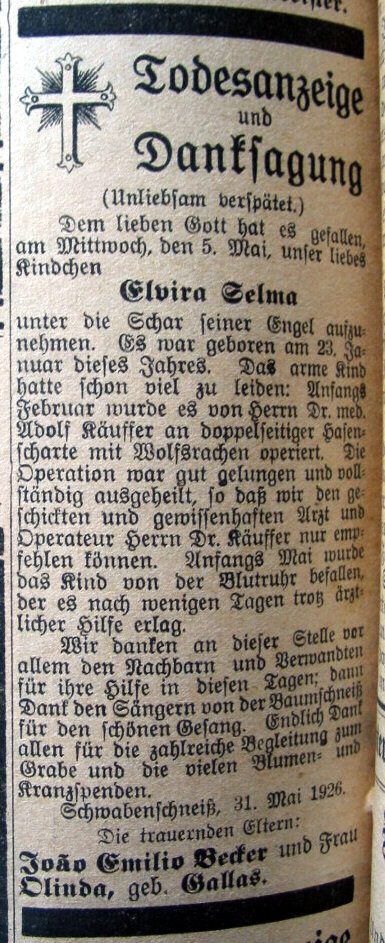 Todesanzeige
und
Danksagung
(Unliebsam verspätet.)
Dem lieben Gott hat es gefallen,
am Mittwoch, den 5. Mai, unser liebes
Kindchen
Elvira Selma
unter die Schar seiner Engel aufzu-
nehmen. Es war geboren am 23. Ja-
nuar dieses Jahres. Das arme Kind
hatte schon viel zu leiden: Anfangs
Februar wurde es von Herrn Dr. med.
Adolf Käuffer an doppelseitiger Hasen-
scharte mit Wolfsrachen operiert. Die
Operation war gut gelungen und voll-
ständig ausgeheilt, so daß wir den ge-
schickten und gewissenhaften Arzt und
Operateur Herrn Dr. Käuffer nur emp-
fehlen können. Anfangs Mai wurde
das Kind von der Blutruhr befallen,
der es nach wenigen Tagen trotz ärzt-
licher Hilfe erlag.
Wir danken an dieser Stelle vor
allem den Nachbarn und Verwandten
für ihre Hilfe in diesen Tagen; dann
Dank den Sängern von der Baumschneiß
für den schönen Gesang. Endlich Dank
allen für die zahlreiche Begleitung zum
Grabe und die vielen Blumen- und
Kranzspenden.
Schwabenschneiß, 31. Mai 1926.
Die trauernden Eltern:
João Emilio Becker und Frau
Olinda, geb. Gallas.